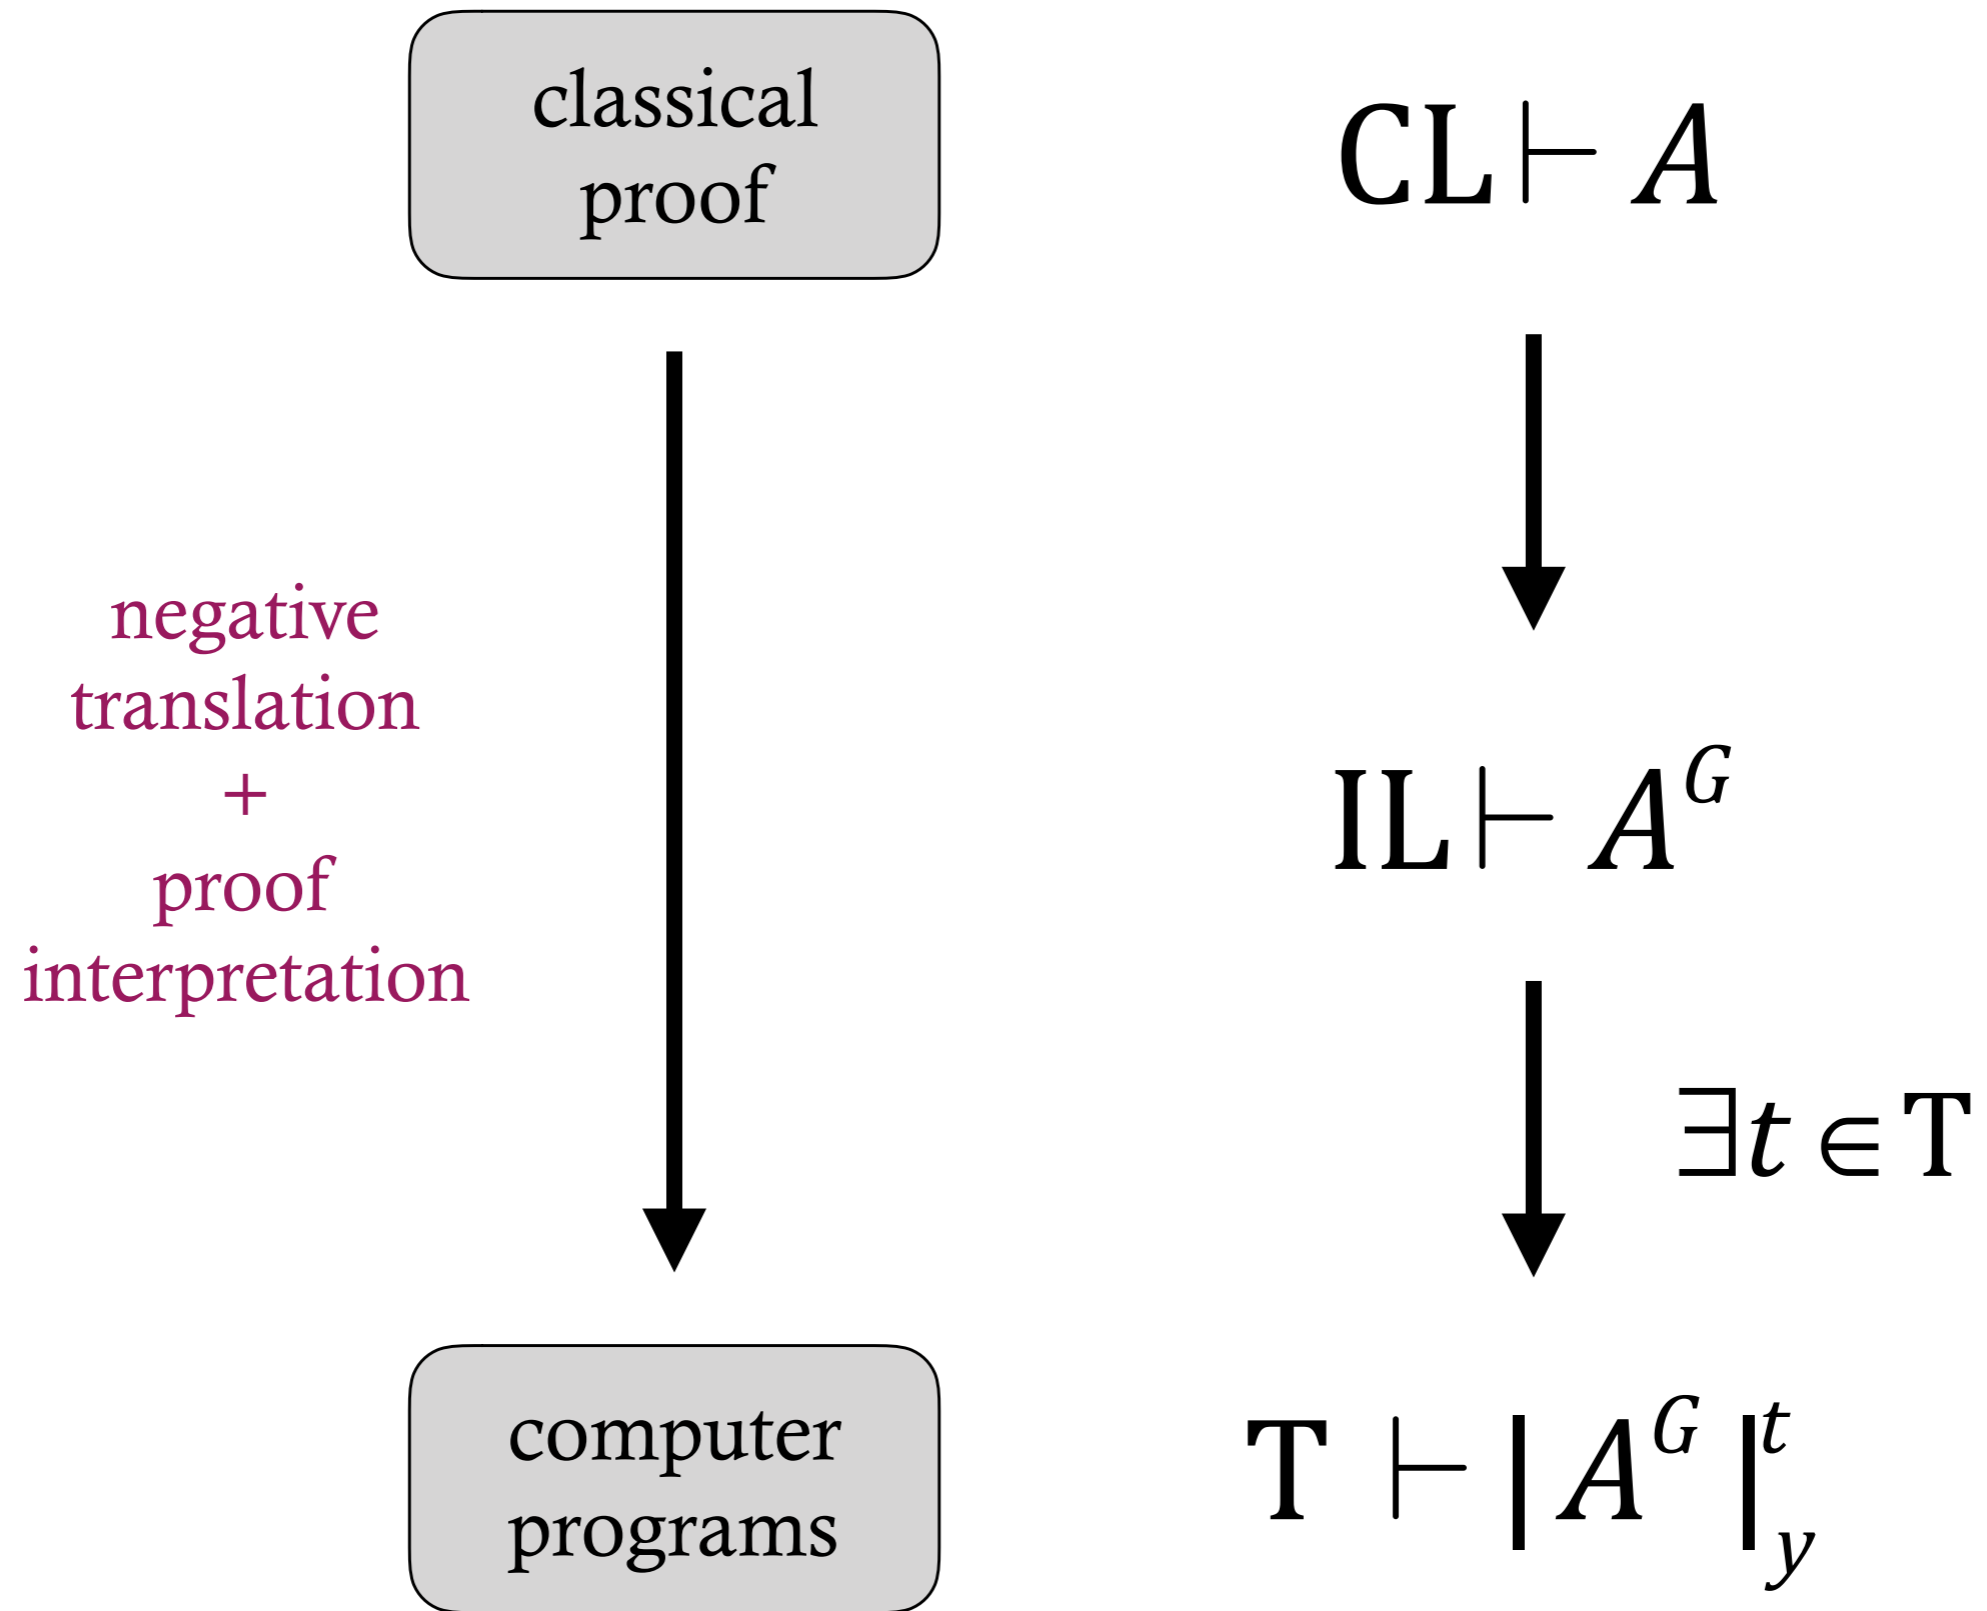 classical
proof
CL ⊢ A
negative
translation
+
proof
interpretation
IL ⊢ A^G
∃t ∈ T
computer
programs
T ⊢ | A^G |^t_y